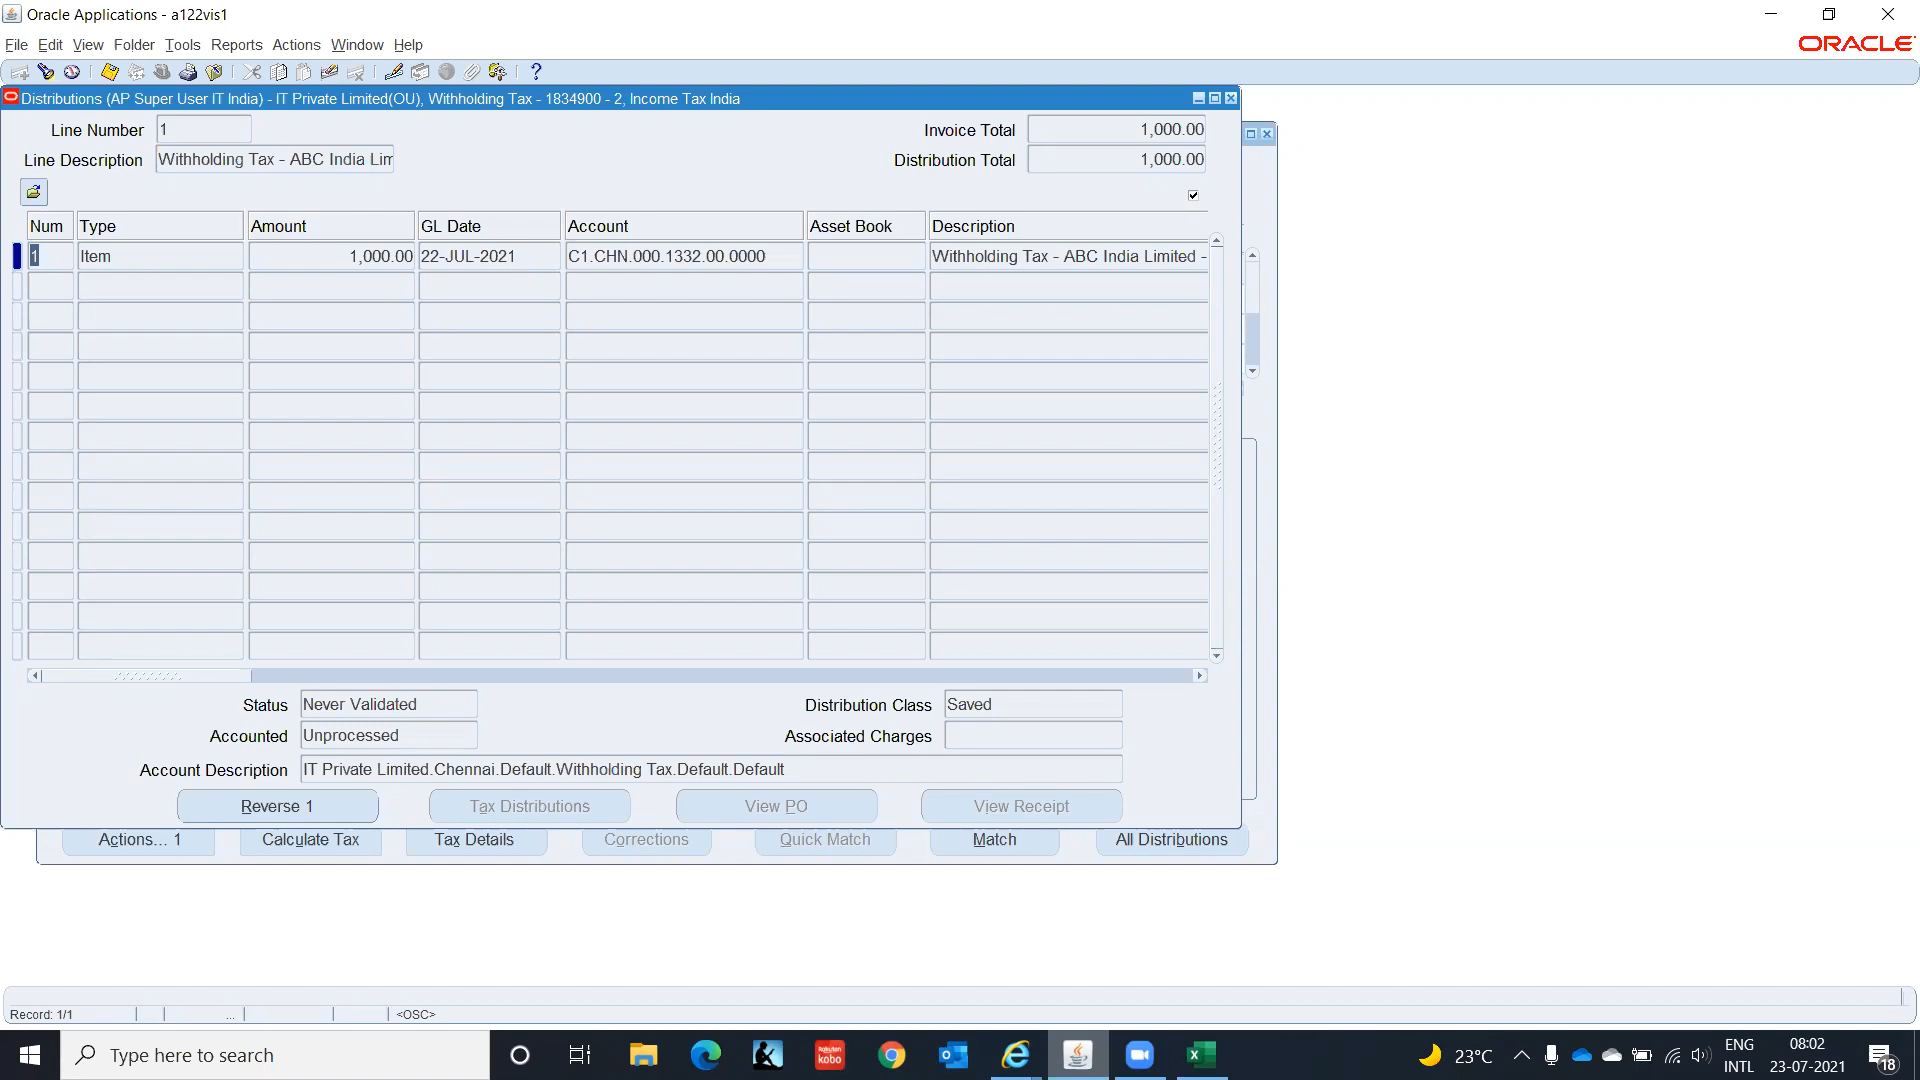 Oracle Applications - a122vis1
File Edit View Folder Tools Reports Actions Window Help
ORACLE
Distributions (AP Super User IT India) - IT Private Limited(OU), Withholding Tax - 1834900 - 2, Income Tax India
Line Number 1 Invoice Total 1,000.00
Line Description Withholding Tax - ABC India Lim Distribution Total 1,000.00
Num Type Amount GL Date Account Asset Book Description
1 Item 1,000.00 22-JUL-2021 C1.CHN.000.1332.00.0000 Withholding Tax - ABC India Limited -
Status Never Validated Distribution Class Saved
Accounted Unprocessed Associated Charges
Account Description IT Private Limited.Chennai.Default.Withholding Tax.Default.Default
Reverse 1 Tax Distributions View PO View Receipt
Actions... 1 Calculate Tax Tax Details Corrections Quick Match Match All Distributions
Record: 1/1 ... <OSC>
Type here to search
Rakuten
kobo
23°C
ENG
INTL
08:02
23-07-2021
18